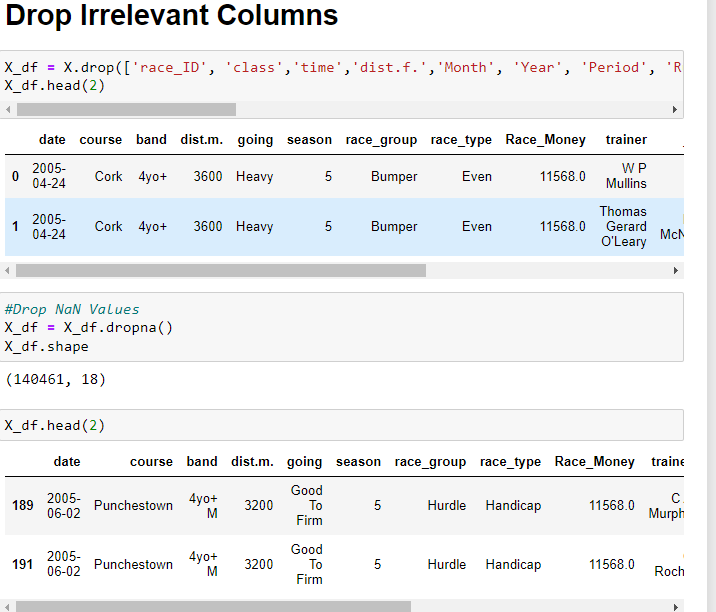 Drop Irrelevant Columns
X_df = X.drop(['race_ID', 'class','time','dist.f.','Month', 'Year', 'Period', 'R
X_df.head(2)
date course band dist.m. going season race_group race_type Race_Money trainer
0 2005-04-24 Cork 4yo+ 3600 Heavy 5 Bumper Even 11568.0 W P Mullins
1 2005-04-24 Cork 4yo+ 3600 Heavy 5 Bumper Even 11568.0 Thomas Gerard O'Leary McN
#Drop NaN Values
X_df = X_df.dropna()
X_df.shape
(140461, 18)
X_df.head(2)
date course band dist.m. going season race_group race_type Race_Money traine
189 2005-06-02 Punchestown 4yo+ M 3200 Good To Firm 5 Hurdle Handicap 11568.0 C Murph
191 2005-06-02 Punchestown 4yo+ M 3200 Good To Firm 5 Hurdle Handicap 11568.0 Roch